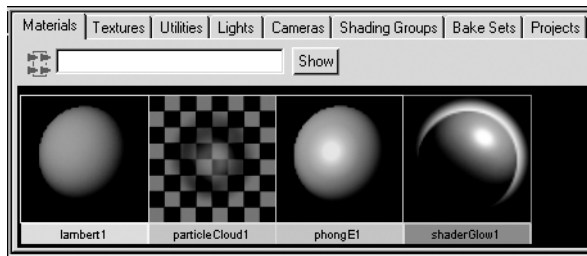 Materials Textures Utilities Lights Cameras Shading Groups Bake Sets Projects
Show
lambert1 particleCloud1 phongE1 shaderGlow1